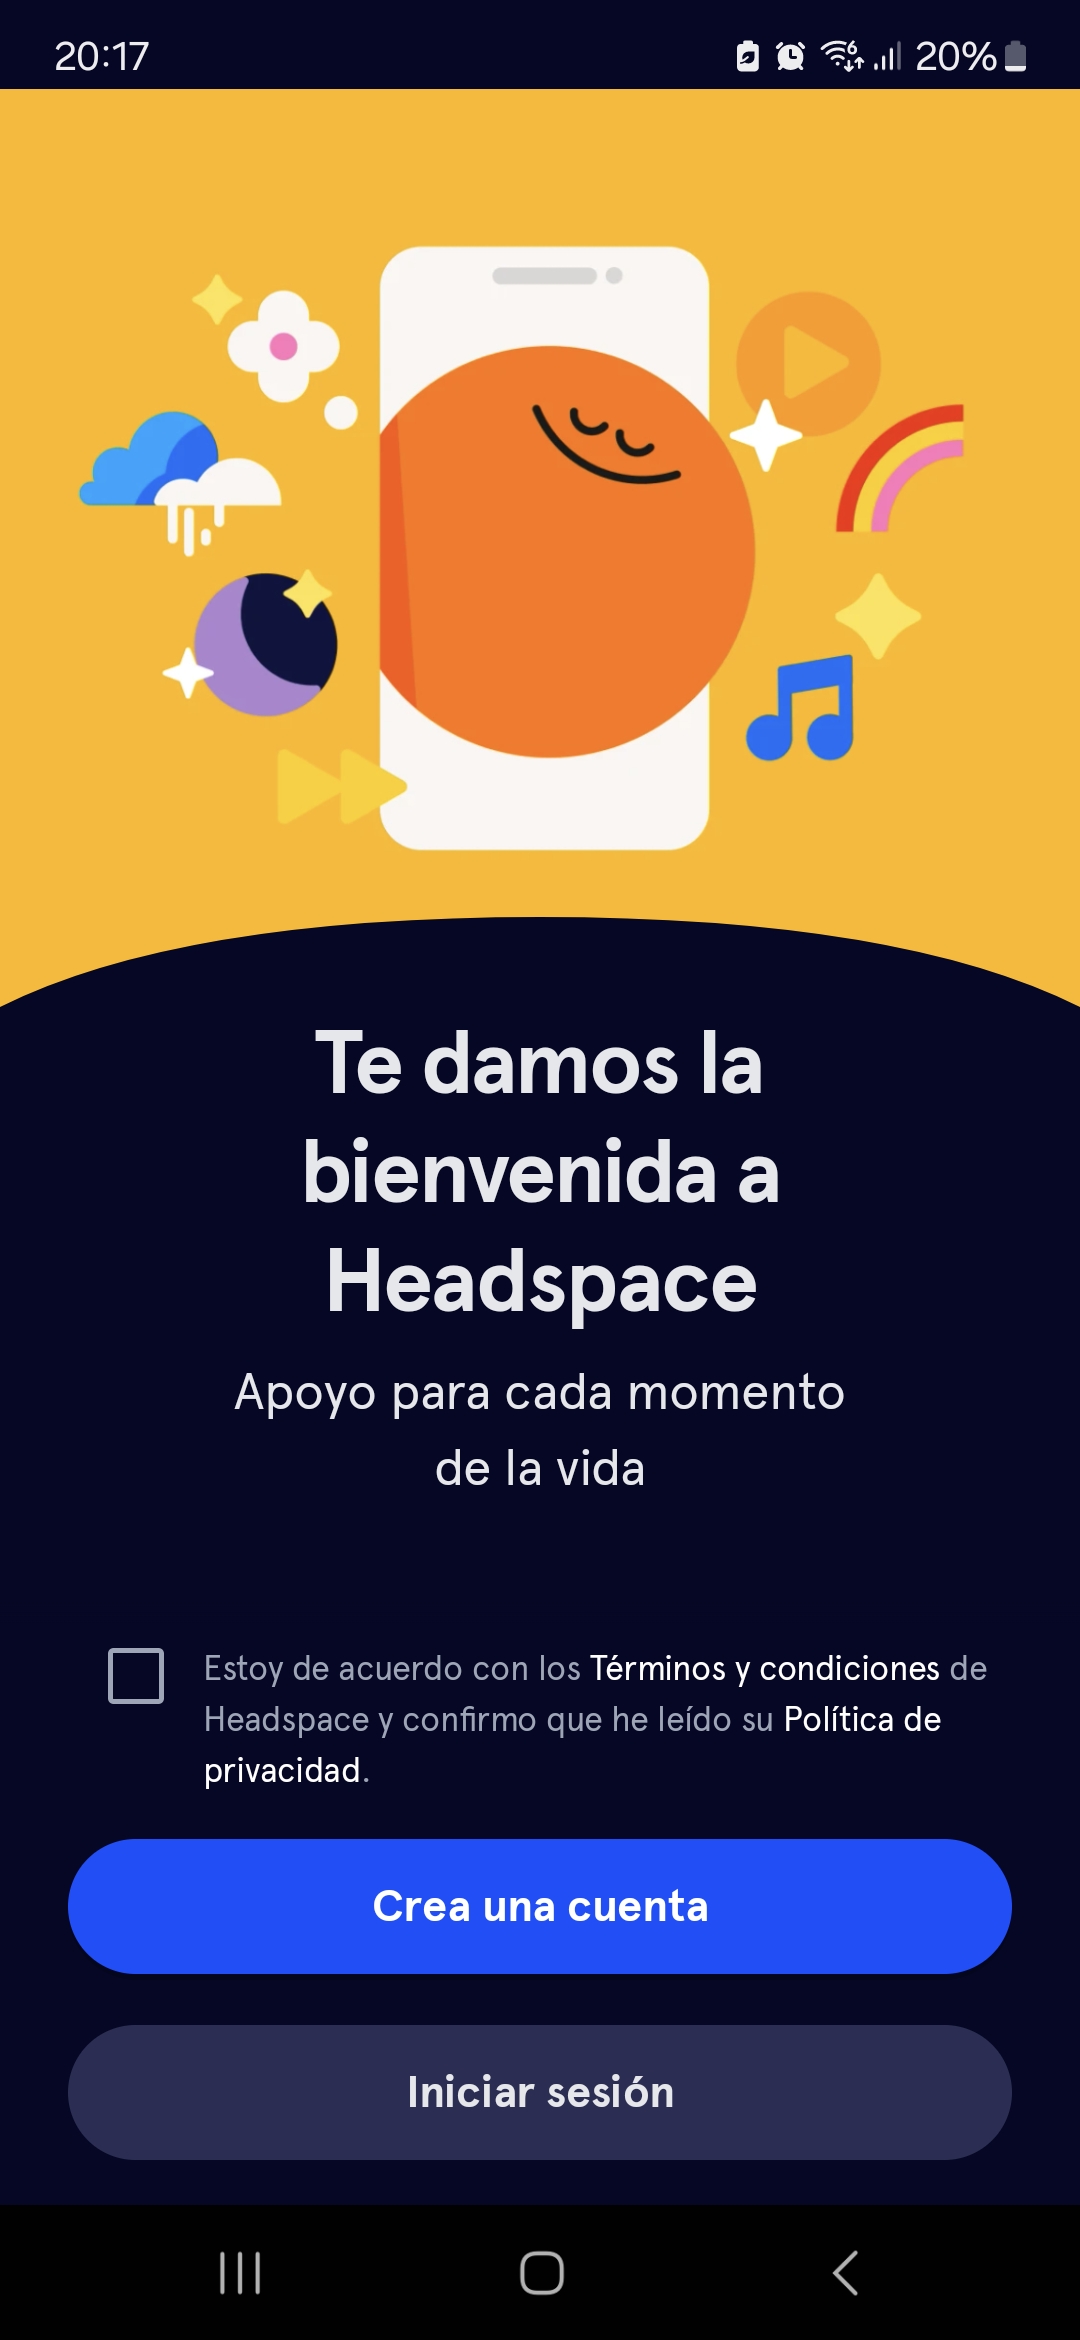 20:17
20%
Te damos la
bienvenida a
Headspace
Apoyo para cada momento
de la vida
Estoy de acuerdo con los Términos y condiciones de
Headspace y confirmo que he leído su Política de
privacidad.
Crea una cuenta
Iniciar sesión